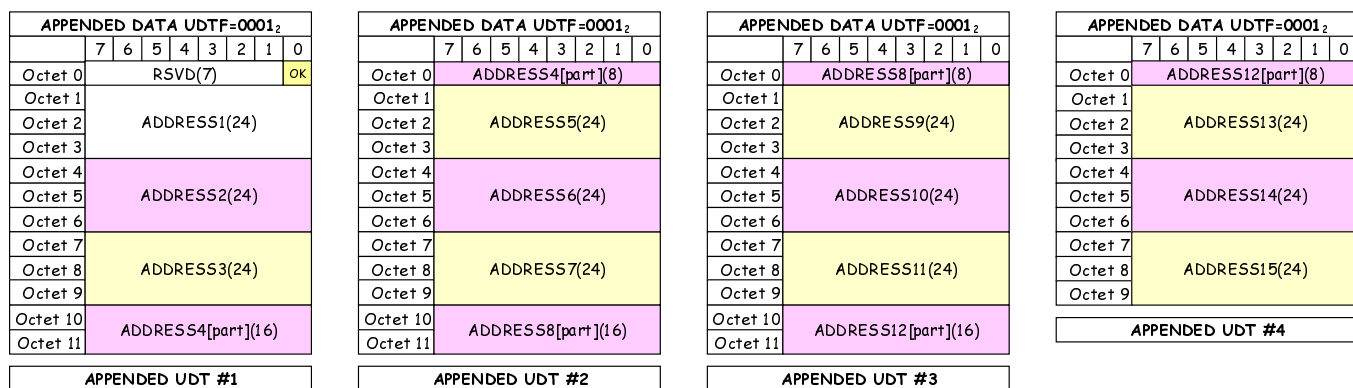 APPENDED DATA UDTF=0001₂
7 6 5 4 3 2 1 0
Octet 0 RSVD(7) OK
Octet 1
Octet 2 ADDRESS1(24)
Octet 3
Octet 4
Octet 5 ADDRESS2(24)
Octet 6
Octet 7
Octet 8 ADDRESS3(24)
Octet 9
Octet 10
ADDRESS4[part](16)
Octet 11
APPENDED UDT #1
APPENDED DATA UDTF=0001₂
7 6 5 4 3 2 1 0
Octet 0 ADDRESS4[part](8)
Octet 1
Octet 2 ADDRESS5(24)
Octet 3
Octet 4
Octet 5 ADDRESS6(24)
Octet 6
Octet 7
Octet 8 ADDRESS7(24)
Octet 9
Octet 10
ADDRESS8[part](16)
Octet 11
APPENDED UDT #2
APPENDED DATA UDTF=0001₂
7 6 5 4 3 2 1 0
Octet 0 ADDRESS8[part](8)
Octet 1
Octet 2 ADDRESS9(24)
Octet 3
Octet 4
Octet 5 ADDRESS10(24)
Octet 6
Octet 7
Octet 8 ADDRESS11(24)
Octet 9
Octet 10
ADDRESS12[part](16)
Octet 11
APPENDED UDT #3
APPENDED DATA UDTF=0001₂
7 6 5 4 3 2 1 0
Octet 0 ADDRESS12[part](8)
Octet 1
Octet 2 ADDRESS13(24)
Octet 3
Octet 4
Octet 5 ADDRESS14(24)
Octet 6
Octet 7
Octet 8 ADDRESS15(24)
Octet 9
APPENDED UDT #4